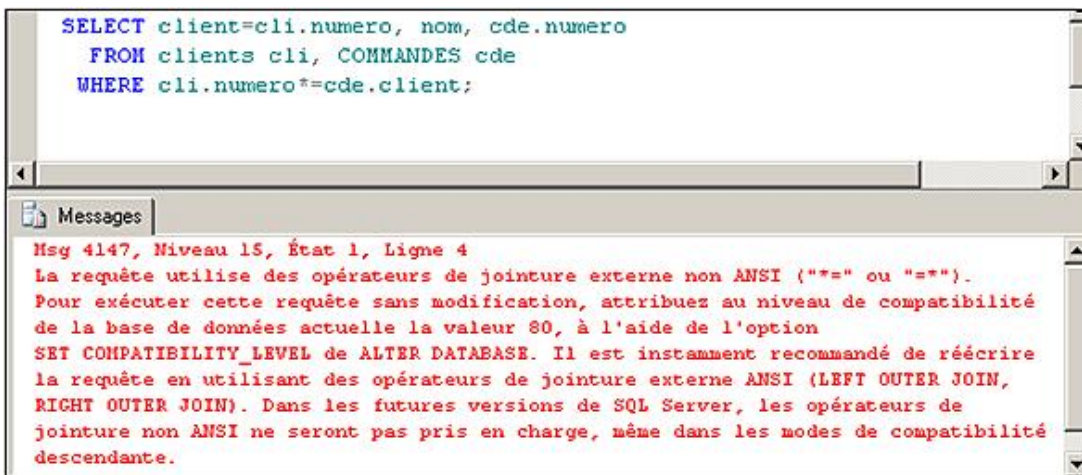 SELECT client=cli.numero, nom, cde.numero
FROM clients cli, COMMANDES cde
WHERE cli.numero*=cde.client;
Messages
Msg 4147, Niveau 15, État 1, Ligne 4
La requête utilise des opérateurs de jointure externe non ANSI ("*=" ou "=*").
Pour exécuter cette requête sans modification, attribuez au niveau de compatibilité
de la base de données actuelle la valeur 80, à l'aide de l'option
SET COMPATIBILITY_LEVEL de ALTER DATABASE. Il est instamment recommandé de réécrire
la requête en utilisant des opérateurs de jointure externe ANSI (LEFT OUTER JOIN,
RIGHT OUTER JOIN). Dans les futures versions de SQL Server, les opérateurs de
jointure non ANSI ne seront pas pris en charge, même dans les modes de compatibilité
descendante.